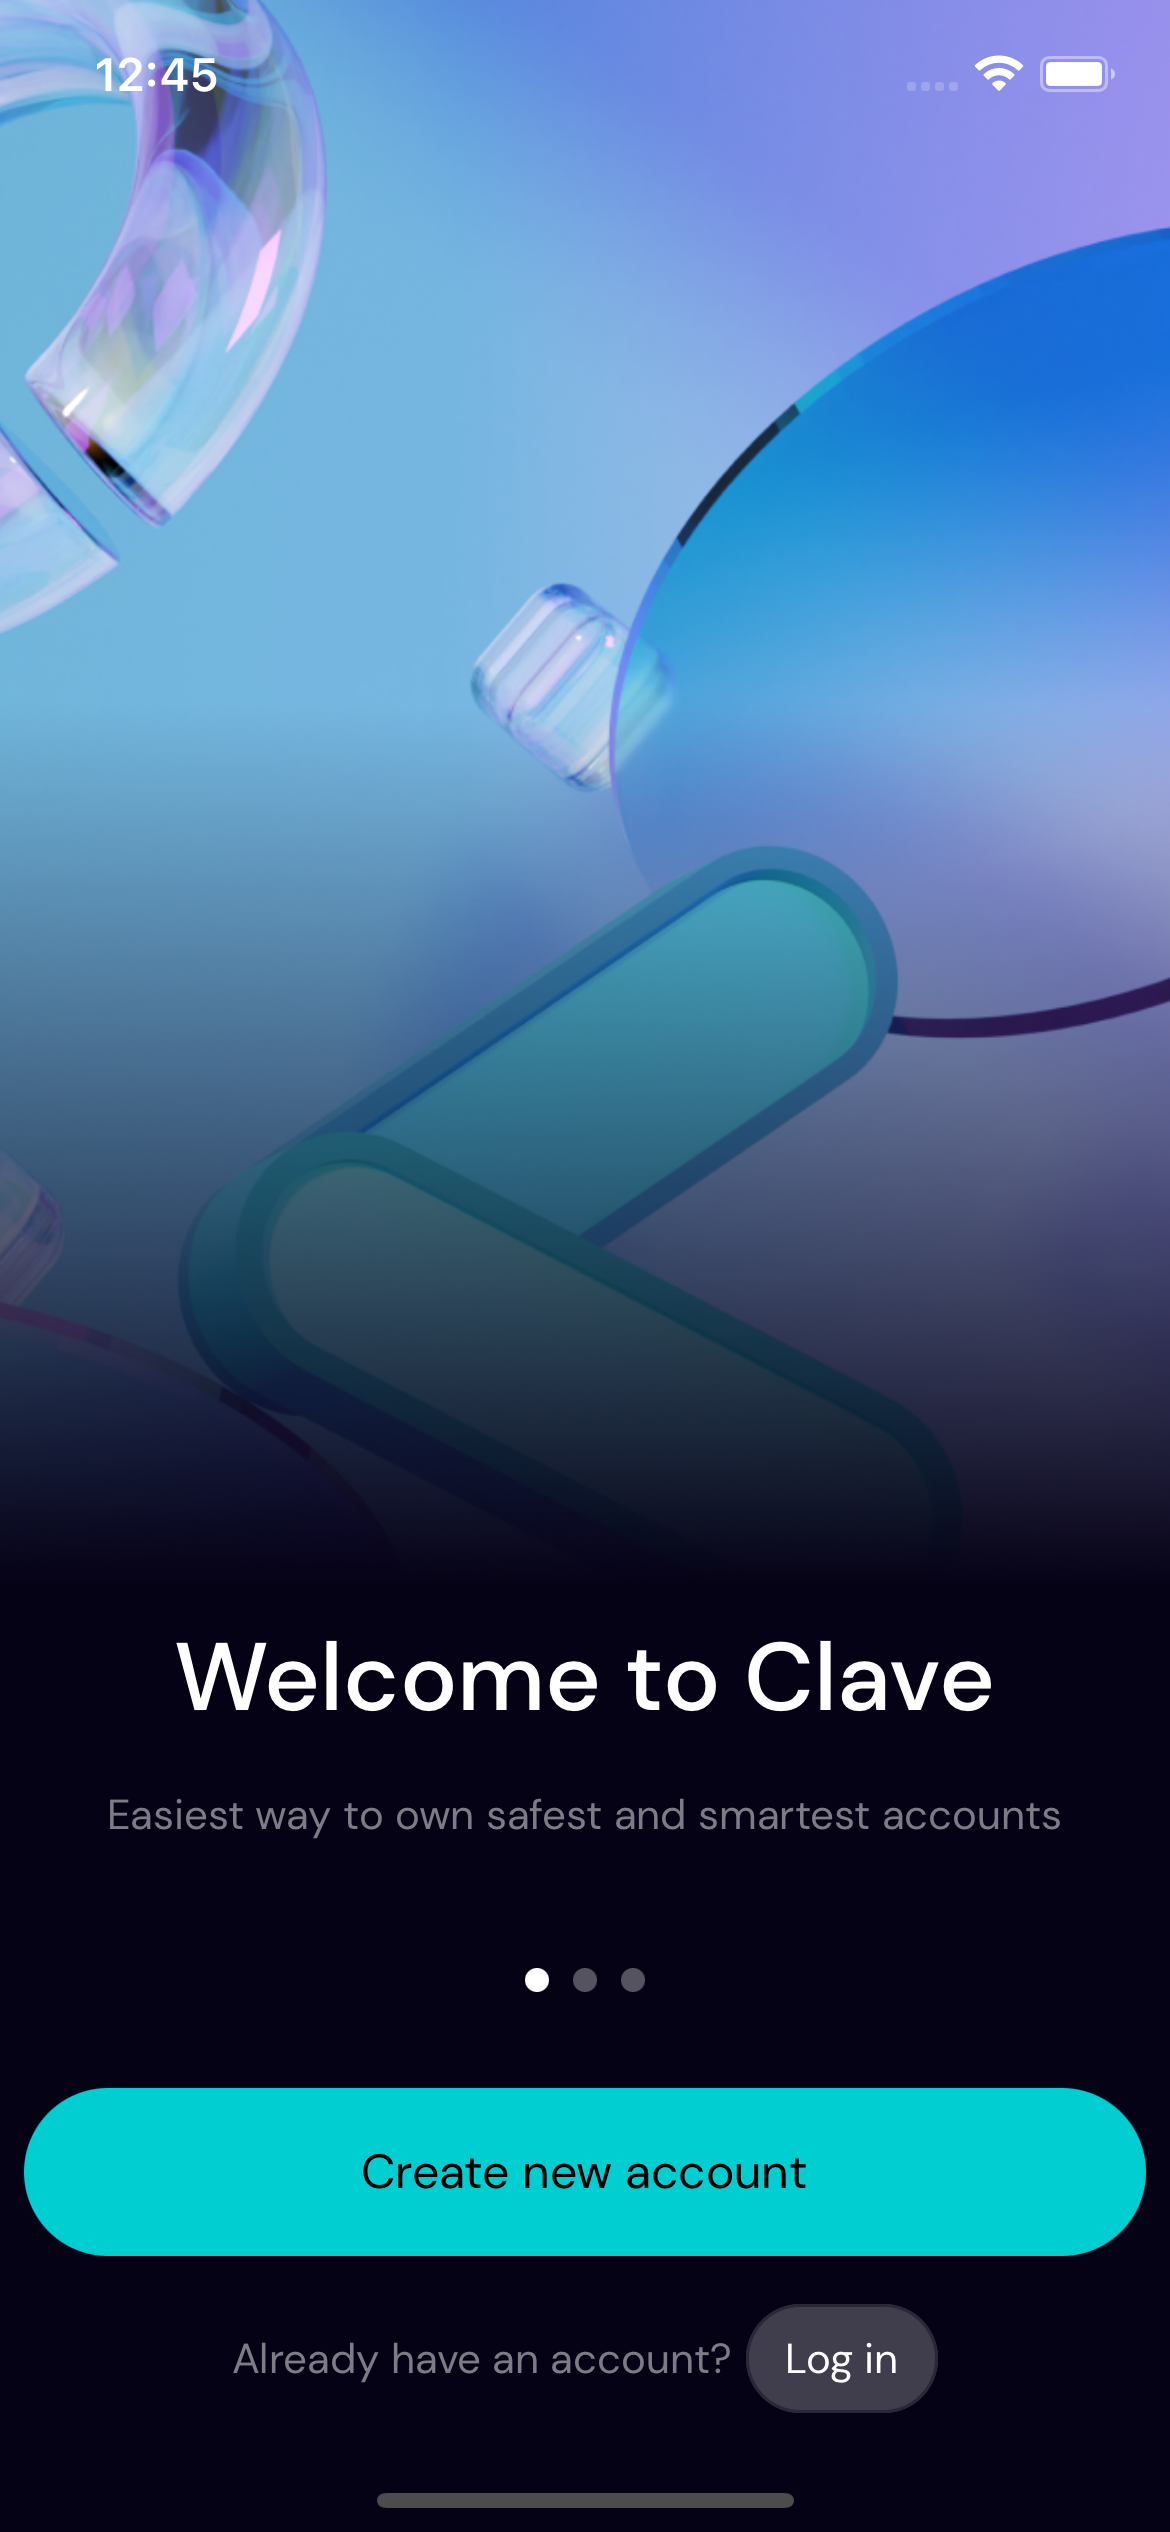 12:45
Welcome to Clave
Easiest way to own safest and smartest accounts
Create new account
Already have an account? Log in